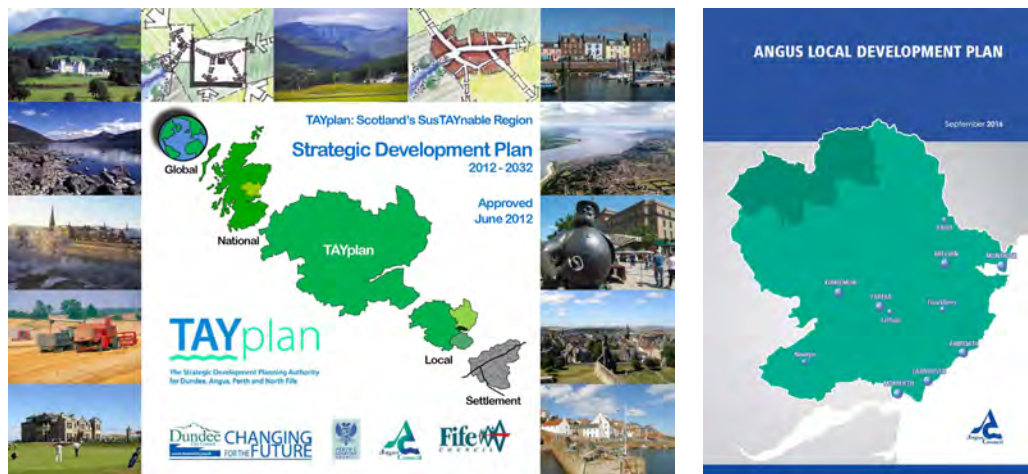 TAYplan: Scotland's SusTAYnable Region
Strategic Development Plan
2012 - 2032
Approved
June 2012
Global
National
TAYplan
Local
Settlement
TAYplan
The Strategic Development Planning Authority
for Dundee, Angus, Perth and North Fife
Dundee
CHANGING
FOR THE FUTURE
Angus
Council
Fife
COUNCIL
ANGUS LOCAL DEVELOPMENT PLAN
September 2016
BRECHIN
MONTROSE
KIRRIEMUIR
FORFAR
Letham
Friockheim
Newtyle
ARBROATH
CARNOUSTIE
MONIFIETH
Angus
Council